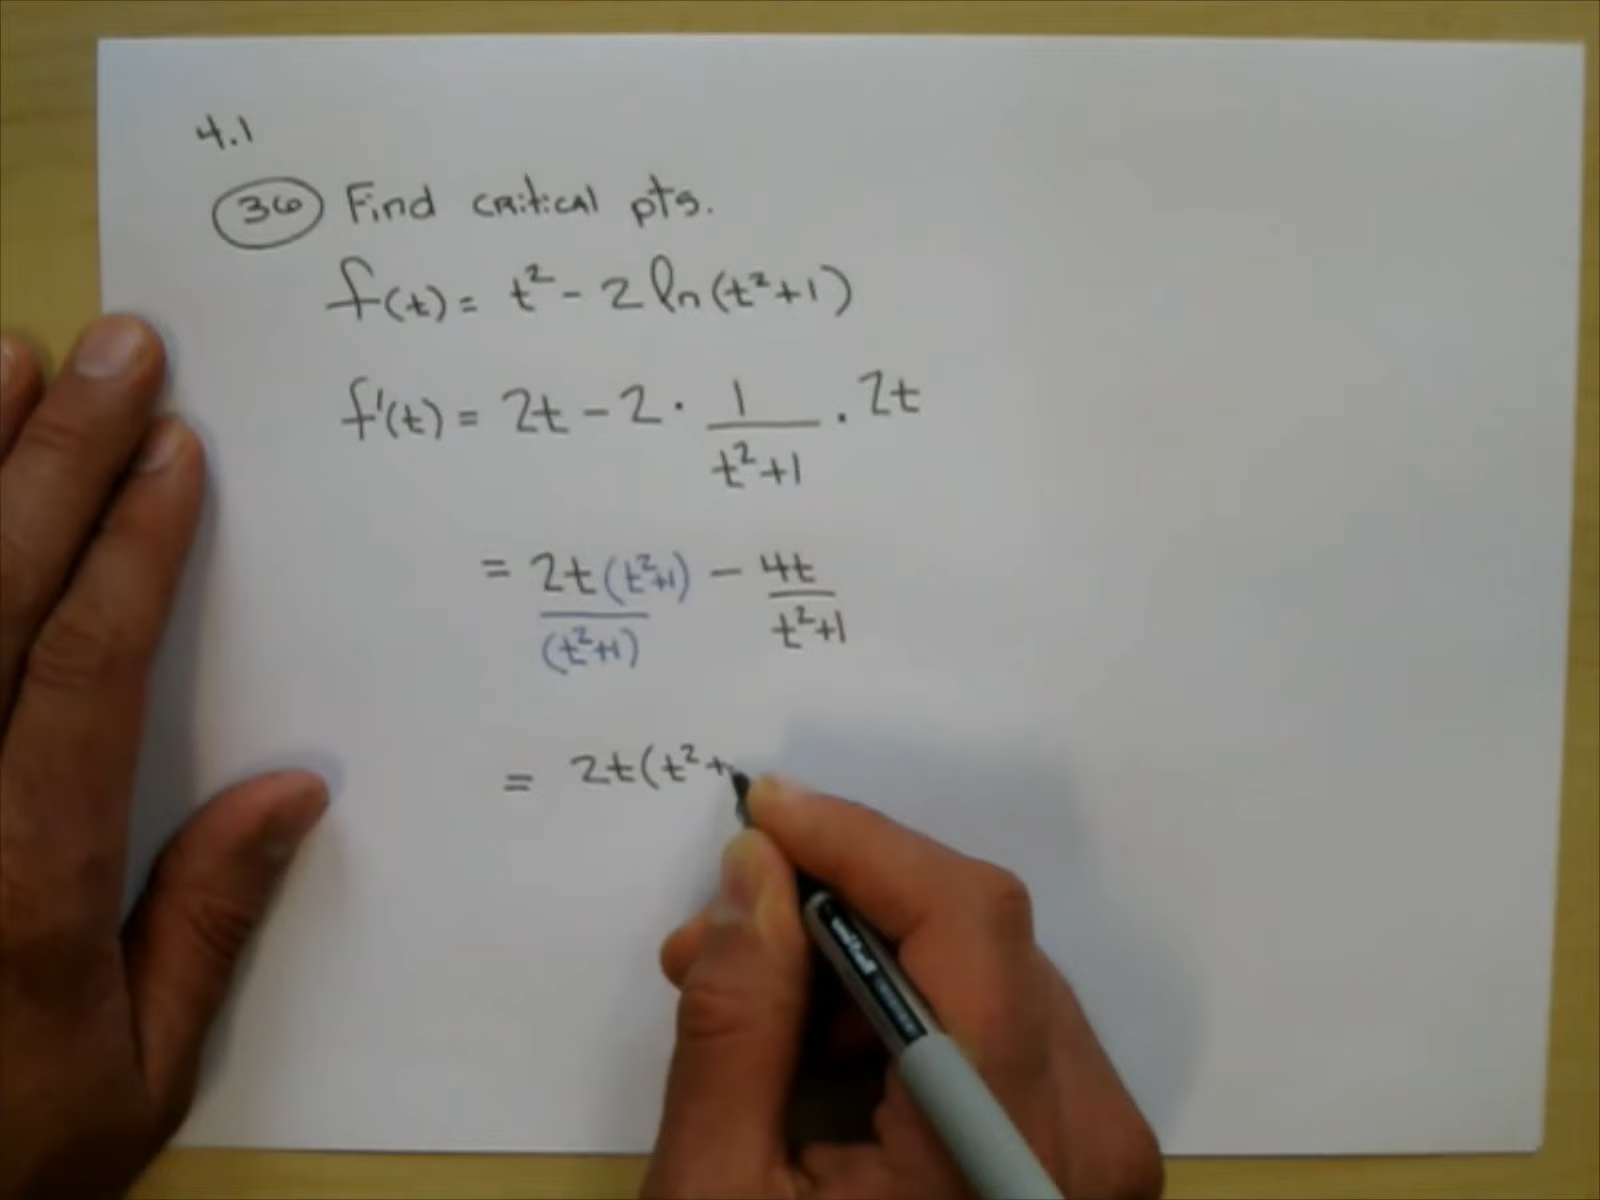 4.1
36 Find critical pts.
f(t) = t² - 2 ln(t²+1)
f'(t) = 2t - 2 · 1/(t²+1) · 2t
= 2t(t²+1)/(t²+1) - 4t/(t²+1)
= 2t(t²+